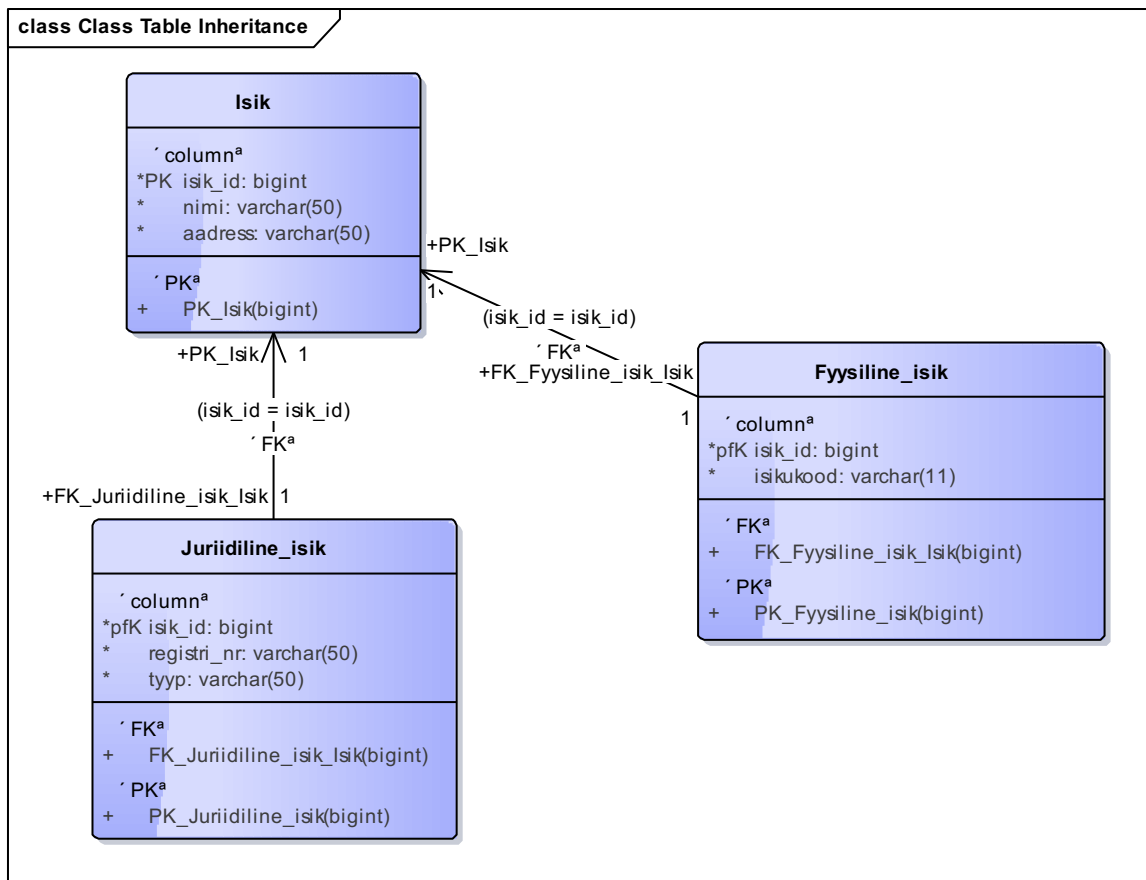 class Class Table Inheritance
Isik
´ columnª
*PK isik_id: bigint
* nimi: varchar(50)
* aadress: varchar(50)
´ PKª
+ PK_Isik(bigint)
+PK_Isik
1
(isik_id = isik_id)
´ FKª
+FK_Fyysiline_isik_Isik
1
Fyysiline_isik
´ columnª
*pfK isik_id: bigint
* isikukood: varchar(11)
´ FKª
+ FK_Fyysiline_isik_Isik(bigint)
´ PKª
+ PK_Fyysiline_isik(bigint)
+PK_Isik 1
(isik_id = isik_id)
´ FKª
+FK_Juriidiline_isik_Isik 1
Juriidiline_isik
´ columnª
*pfK isik_id: bigint
* registri_nr: varchar(50)
* tyyp: varchar(50)
´ FKª
+ FK_Juriidiline_isik_Isik(bigint)
´ PKª
+ PK_Juriidiline_isik(bigint)